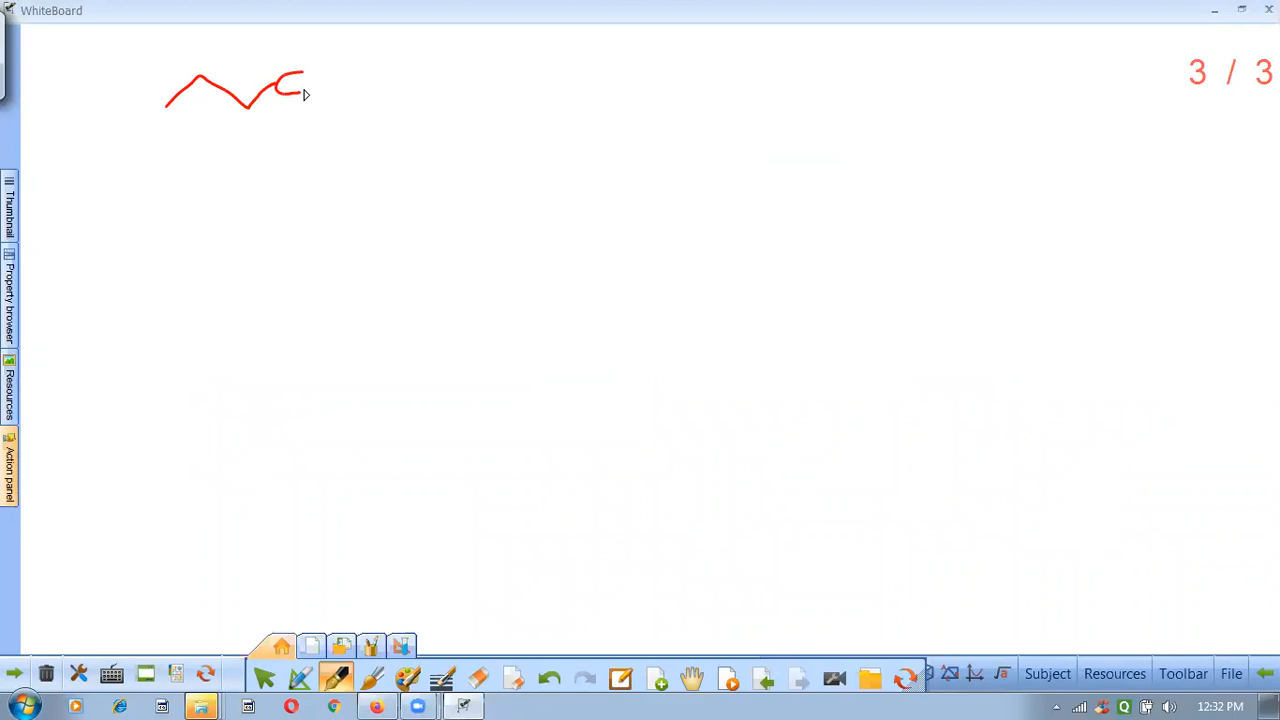 WhiteBoard
3 / 3
Thumbnail
Property browser
Resources
Action panel
C
Subject
Resources
Toolbar
File
12:32 PM